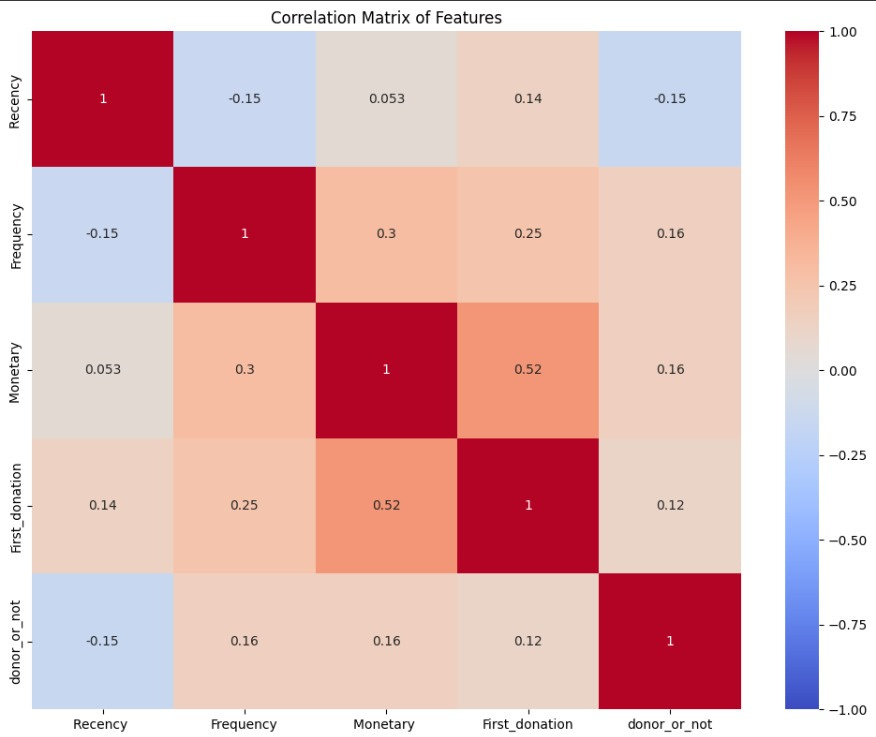 Correlation Matrix of Features
Recency 1 -0.15 0.053 0.14 -0.15
Frequency -0.15 1 0.3 0.25 0.16
Monetary 0.053 0.3 1 0.52 0.16
First_donation 0.14 0.25 0.52 1 0.12
donor_or_not -0.15 0.16 0.16 0.12 1
Recency Frequency Monetary First_donation donor_or_not
1.00
0.75
0.50
0.25
0.00
−0.25
−0.50
−0.75
−1.00